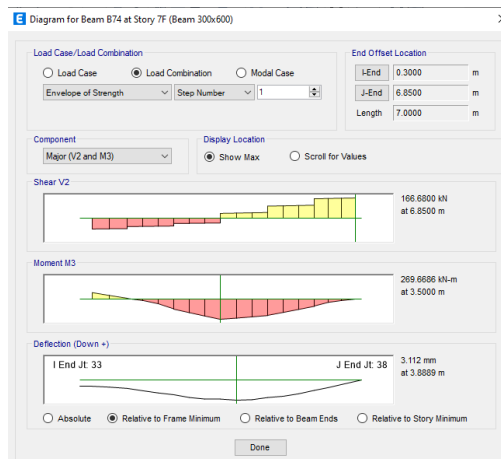 E Diagram for Beam B74 at Story 7F (Beam 300x600)
Load Case/Load Combination
Load Case Load Combination Modal Case
Envelope of Strength Step Number 1
End Offset Location
I-End 0.3000 m
J-End 6.8500 m
Length 7.0000 m
Component
Major (V2 and M3)
Display Location
Show Max Scroll for Values
Shear V2
166.6800 kN
at 6.8500 m
Moment M3
269.6686 kN-m
at 3.5000 m
Deflection (Down +)
I End Jt: 33 J End Jt: 38
3.112 mm
at 3.8889 m
Absolute Relative to Frame Minimum Relative to Beam Ends Relative to Story Minimum
Done